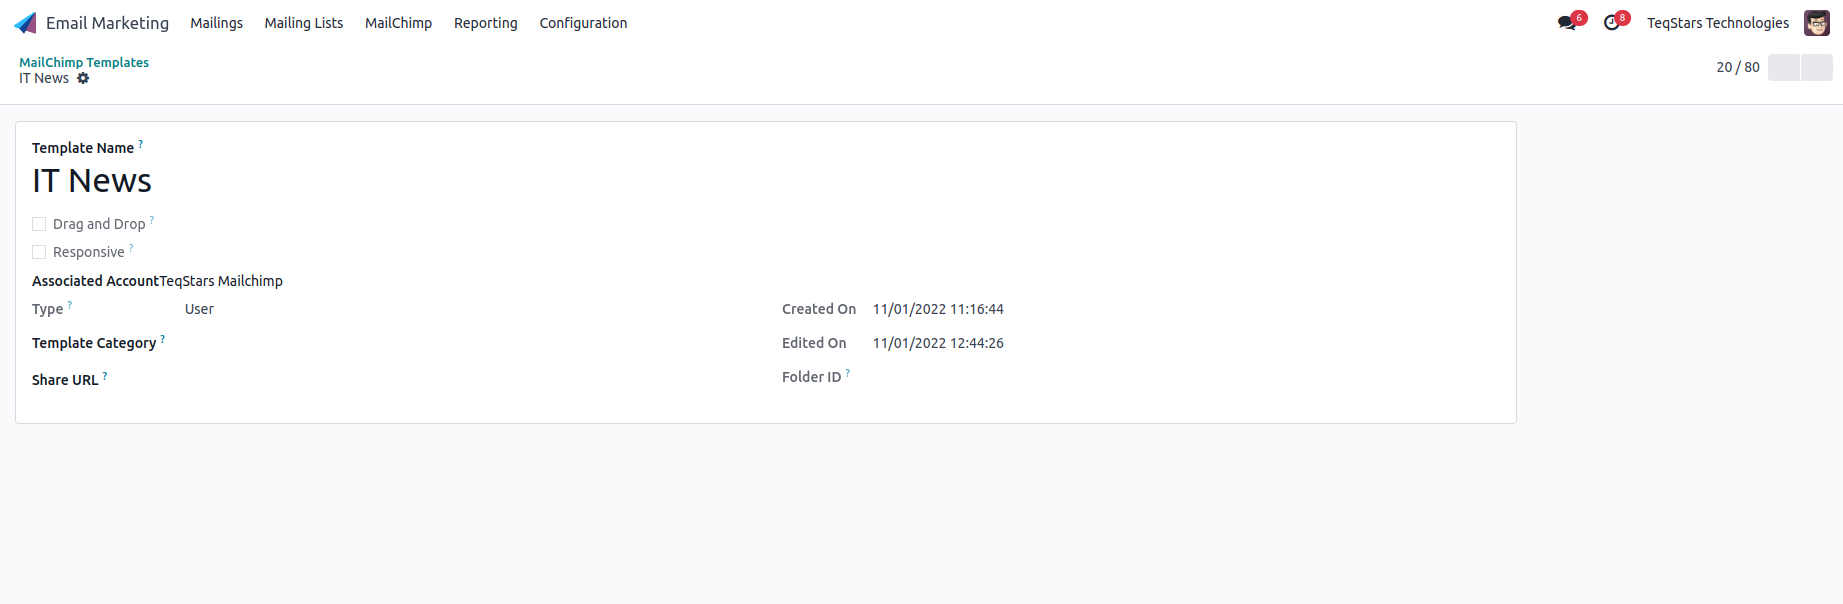 Email Marketing Mailings Mailing Lists MailChimp Reporting Configuration 6 8 TeqStars Technologies
MailChimp Templates
IT News 20 / 80
Template Name ?
IT News
Drag and Drop ?
Responsive ?
Associated AccountTeqStars Mailchimp
Type ? User Created On 11/01/2022 11:16:44
Template Category ? Edited On 11/01/2022 12:44:26
Share URL ? Folder ID ?